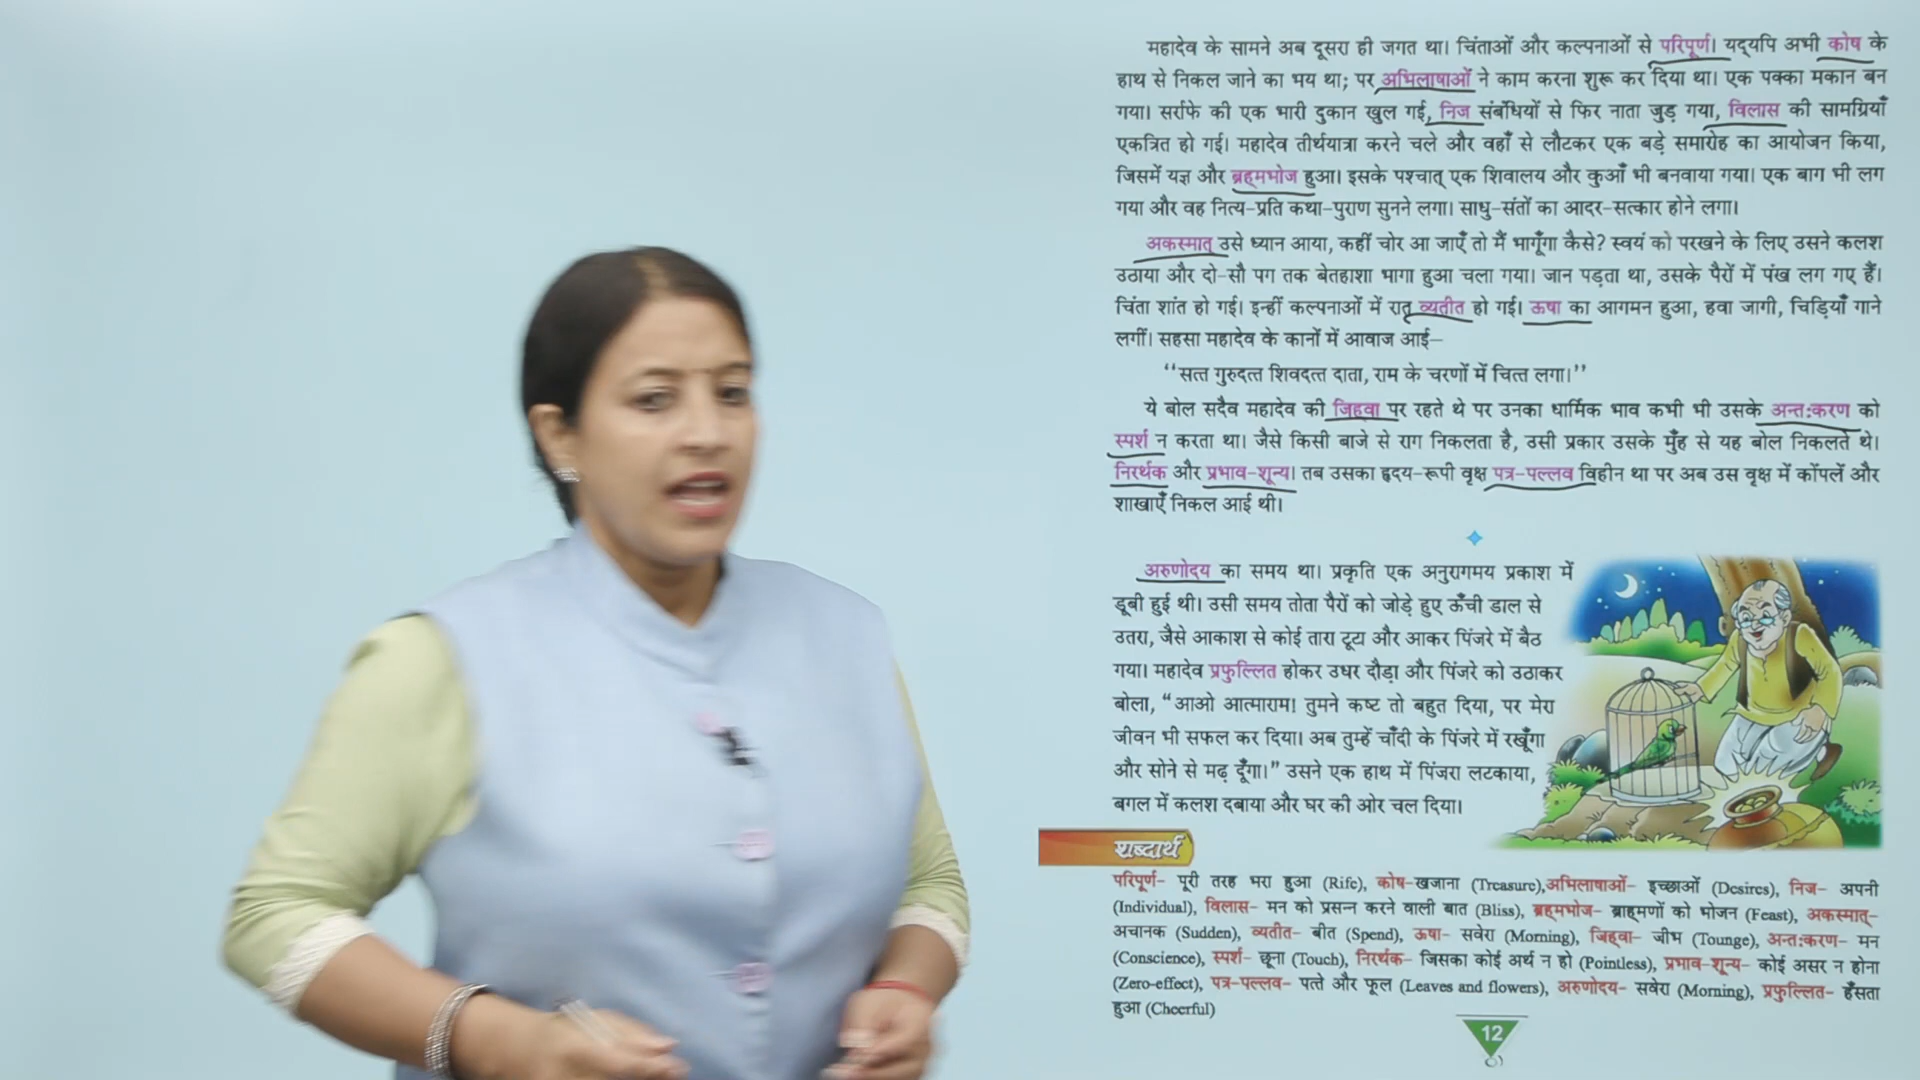 महादेव के सामने अब दूसरा ही जगत था। चिंताओं और कल्पनाओं से परिपूर्ण। यद्यपि अभी कोष के
हाथ से निकल जाने का भय था; पर अभिलाषाओं ने काम करना शुरू कर दिया था। एक पक्का मकान बन
गया। सर्राफे की एक भारी दुकान खुल गई, निज संबंधियों से फिर नाता जुड़ गया, विलास की सामग्रियाँ
एकत्रित हो गई। महादेव तीर्थयात्रा करने चले और वहाँ से लौटकर एक बड़े समारोह का आयोजन किया,
जिसमें यज्ञ और ब्रह्मभोज हुआ। इसके पश्चात् एक शिवालय और कुआँ भी बनवाया गया। एक बाग भी लग
गया और वह नित्य-प्रति कथा-पुराण सुनने लगा। साधु-संतों का आदर-सत्कार होने लगा।
अकस्मात् उसे ध्यान आया, कहीं चोर आ जाएँ तो मैं भागूँगा कैसे? स्वयं को परखने के लिए उसने कलश
उठाया और दो-सौ पग तक बेतहाशा भागा हुआ चला गया। जान पड़ता था, उसके पैरों में पंख लग गए हैं।
चिंता शांत हो गई। इन्हीं कल्पनाओं में रात व्यतीत हो गई। ऊषा का आगमन हुआ, हवा जागी, चिड़ियाँ गाने
लगीं। सहसा महादेव के कानों में आवाज आई–
‘‘सत्त गुरुदत्त शिवदत्त दाता, राम के चरणों में चित्त लगा।’’
ये बोल सदैव महादेव की जिह्वा पर रहते थे पर उनका धार्मिक भाव कभी भी उसके अन्त:करण को
स्पर्श न करता था। जैसे किसी बाजे से राग निकलता है, उसी प्रकार उसके मुँह से यह बोल निकलते थे।
निरर्थक और प्रभाव-शून्य। तब उसका हृदय-रूपी वृक्ष पत्र-पल्लव विहीन था पर अब उस वृक्ष में कोंपलें और
शाखाएँ निकल आई थी।
अरुणोदय का समय था। प्रकृति एक अनुरागमय प्रकाश में
डूबी हुई थी। उसी समय तोता पैरों को जोड़े हुए ऊँची डाल से
उतरा, जैसे आकाश से कोई तारा टूटा और आकर पिंजरे में बैठ
गया। महादेव प्रफुल्लित होकर उधर दौड़ा और पिंजरे को उठाकर
बोला, “आओ आत्माराम! तुमने कष्ट तो बहुत दिया, पर मेरा
जीवन भी सफल कर दिया। अब तुम्हें चाँदी के पिंजरे में रखूँगा
और सोने से मढ़ दूँगा।” उसने एक हाथ में पिंजरा लटकाया,
बगल में कलश दबाया और घर की ओर चल दिया।
शब्दार्थ
परिपूर्ण– पूरी तरह भरा हुआ (Rife), कोष–खजाना (Treasure),अभिलाषाओं– इच्छाओं (Desires), निज– अपनी
(Individual), विलास– मन को प्रसन्न करने वाली बात (Bliss), ब्रह्मभोज– ब्राह्मणों को भोजन (Feast), अकस्मात्–
अचानक (Sudden), व्यतीत– बीत (Spend), ऊषा– सवेरा (Morning), जिह्वा– जीभ (Tounge), अन्त:करण– मन
(Conscience), स्पर्श– छूना (Touch), निरर्थक– जिसका कोई अर्थ न हो (Pointless), प्रभाव-शून्य– कोई असर न होना
(Zero-effect), पत्र-पल्लव– पत्ते और फूल (Leaves and flowers), अरुणोदय– सवेरा (Morning), प्रफुल्लित– हँसता
हुआ (Cheerful)
12